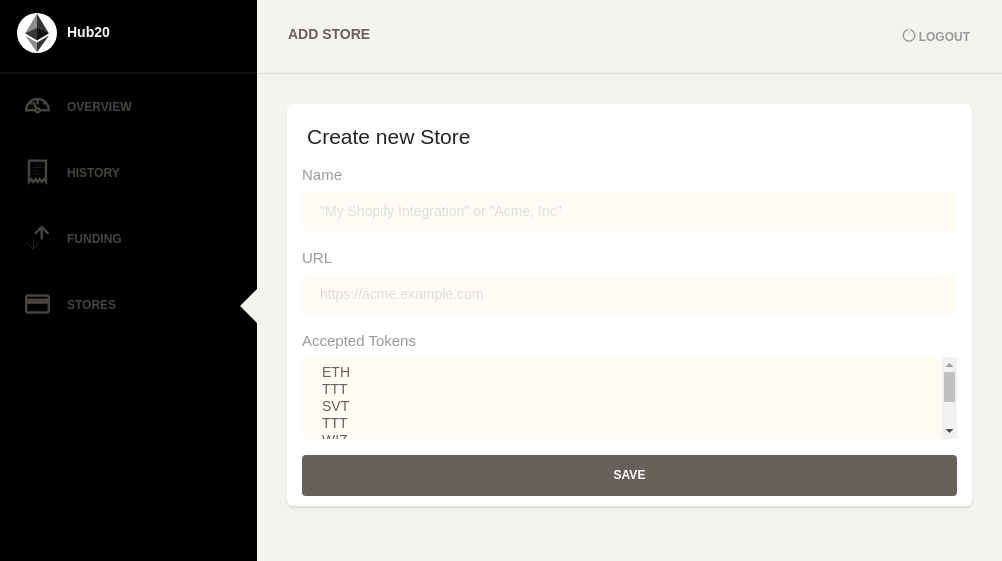 Hub20
ADD STORE
LOGOUT
OVERVIEW
HISTORY
FUNDING
STORES
Create new Store
Name
"My Shopify Integration" or "Acme, Inc"
URL
https://acme.example.com
Accepted Tokens
ETH
TTT
SVT
TTT
WIZ
SAVE